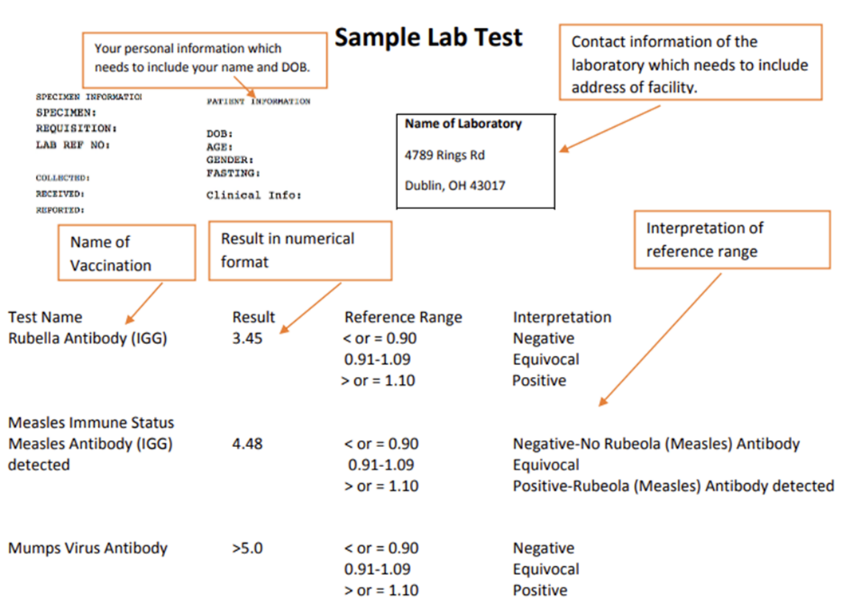 Sample Lab Test
Your personal information which
needs to include your name and DOB.
Contact information of the
laboratory which needs to include
address of facility.
SPECIMEN INFORMATIO
SPECIMEN:
REQUISITION:
LAB REF NO:
COLLECTED:
RECEIVED:
REPORTED:
PATIENT INFORMATION
DOB:
AGE:
GENDER:
FASTING:
Clinical Info:
Name of Laboratory
4789 Rings Rd
Dublin, OH 43017
Name of
Vaccination
Result in numerical
format
Interpretation of
reference range
Test Name Result Reference Range Interpretation
Rubella Antibody (IGG) 3.45 < or = 0.90 Negative
0.91-1.09 Equivocal
> or = 1.10 Positive
Measles Immune Status
Measles Antibody (IGG) 4.48 < or = 0.90 Negative-No Rubeola (Measles) Antibody
detected 0.91-1.09 Equivocal
> or = 1.10 Positive-Rubeola (Measles) Antibody detected
Mumps Virus Antibody >5.0 < or = 0.90 Negative
0.91-1.09 Equivocal
> or = 1.10 Positive